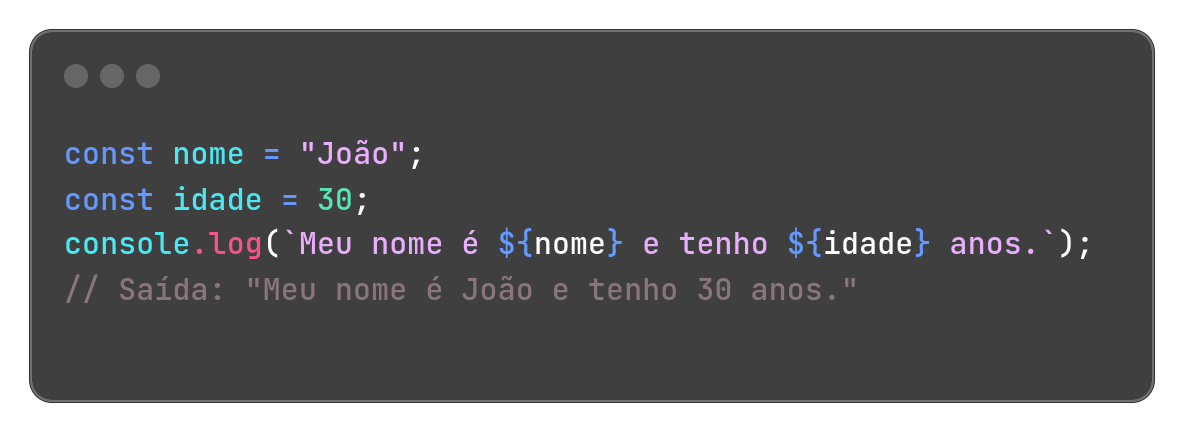 const nome = "João";
const idade = 30;
console.log(`Meu nome é ${nome} e tenho ${idade} anos.`);
// Saída: "Meu nome é João e tenho 30 anos."